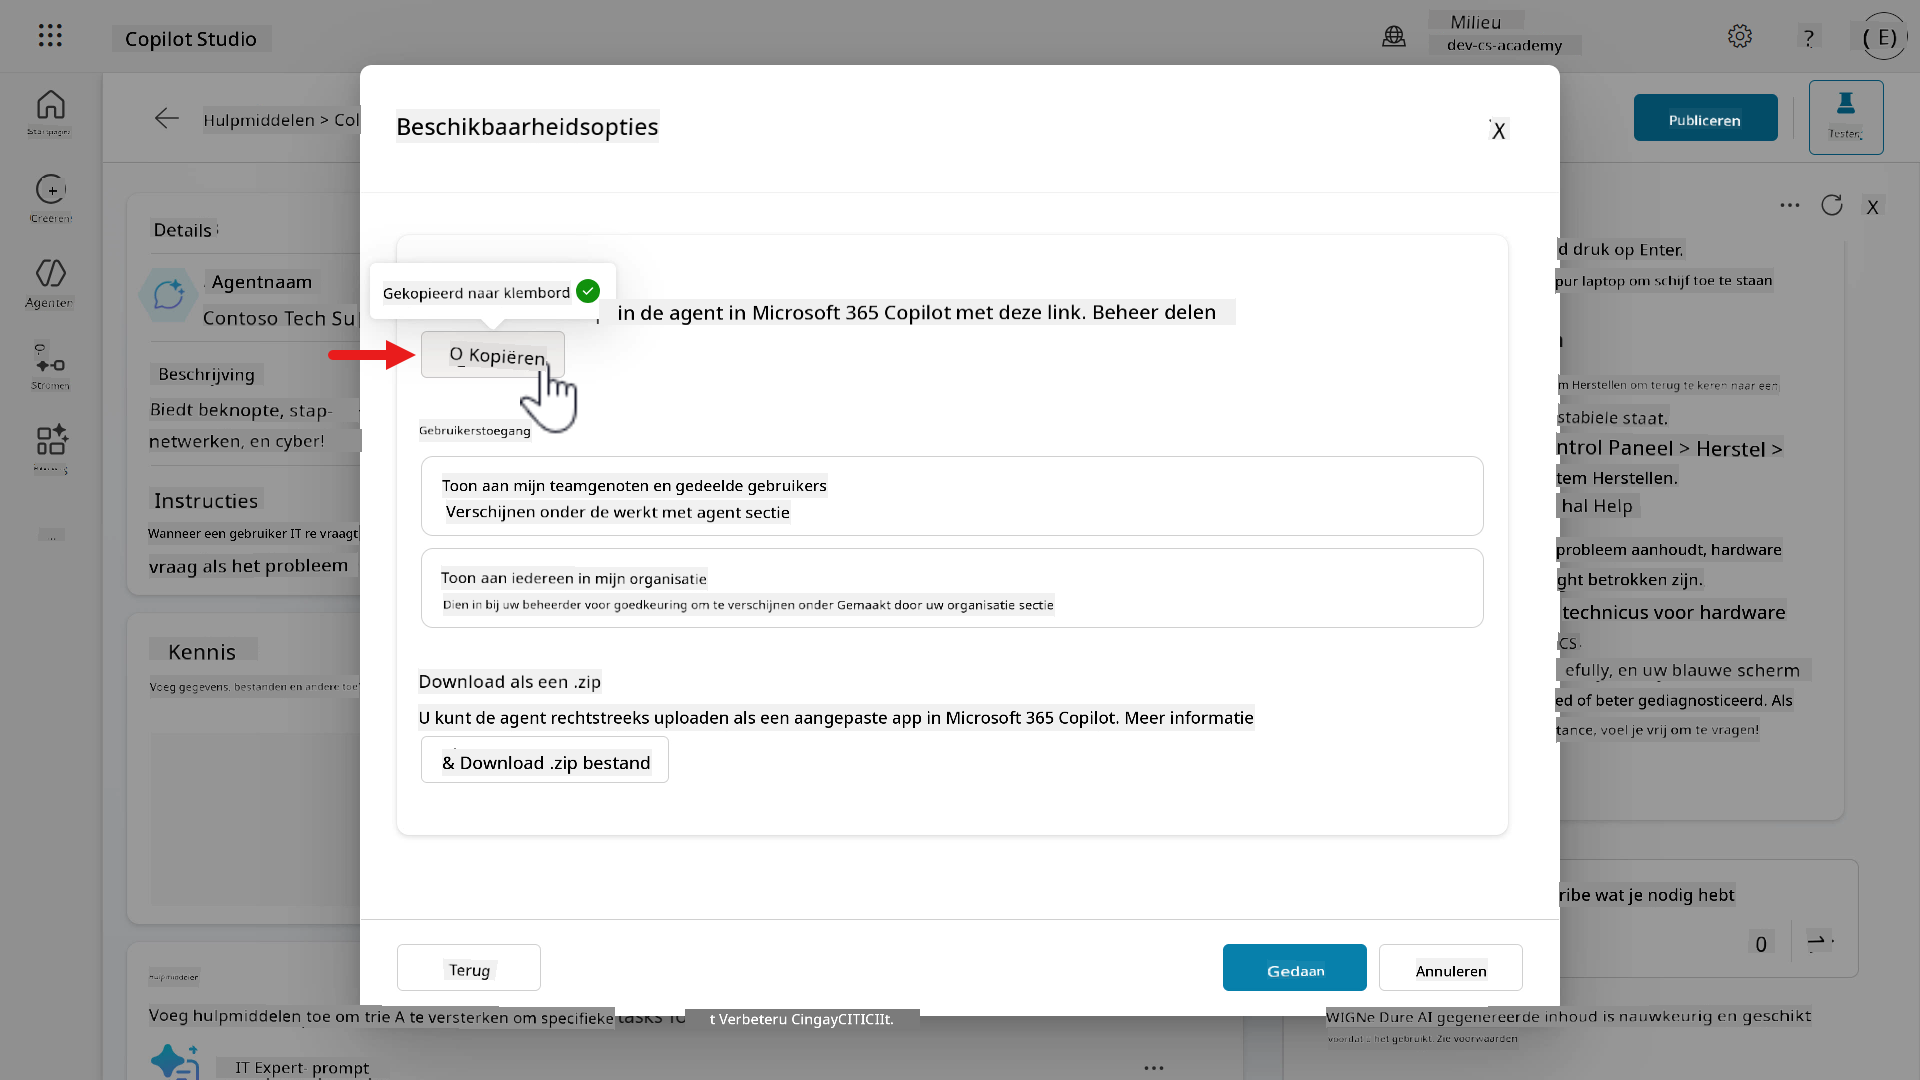 Copilot Studio
Milieu
dev-cs-academy
?
( E)
Startpagina
Hulpmiddelen > Col
Beschikbaarheidsopties
X
Publiceren
Testen
Creëren
Details
Agentnaam
Contoso Tech Su
Agenten
Stromen
Beschrijving
Biedt beknopte, stap-
netwerken, en cyber!
Instructies
Wanneer een gebruiker IT re vraagt
vraag als het probleem
Kennis
Voeg gegevens, bestanden en andere toe
Gekopieerd naar klembord
in de agent in Microsoft 365 Copilot met deze link. Beheer delen
O Kopiëren
Gebruikerstoegang
Toon aan mijn teamgenoten en gedeelde gebruikers
Verschijnen onder de werkt met agent sectie
Toon aan iedereen in mijn organisatie
Dien in bij uw beheerder voor goedkeuring om te verschijnen onder Gemaakt door uw organisatie sectie
Download als een .zip
U kunt de agent rechtstreeks uploaden als een aangepaste app in Microsoft 365 Copilot. Meer informatie
& Download .zip bestand
Terug
Gedaan
Annuleren
X
d druk op Enter.
pur laptop om schijf toe te staan
m Herstellen om terug te keren naar een
stabiele staat.
ntrol Paneel > Herstel >
tem Herstellen.
hal Help
probleem aanhoudt, hardware
ght betrokken zijn.
technicus voor hardware
cs.
efully, en uw blauwe scherm
ed of beter gediagnosticeerd. Als
tance, voel je vrij om te vragen!
ribe wat je nodig hebt
0
Hulpmiddelen
Voeg hulpmiddelen toe om trie A te versterken om specifieke tasks fo
t Verbeteru CingayCITICIIt.
WIGNe Dure AI gegenereerde inhoud is nauwkeurig en geschikt
voordat u het gebruikt. Zie voorwaarden
IT Expert- prompt